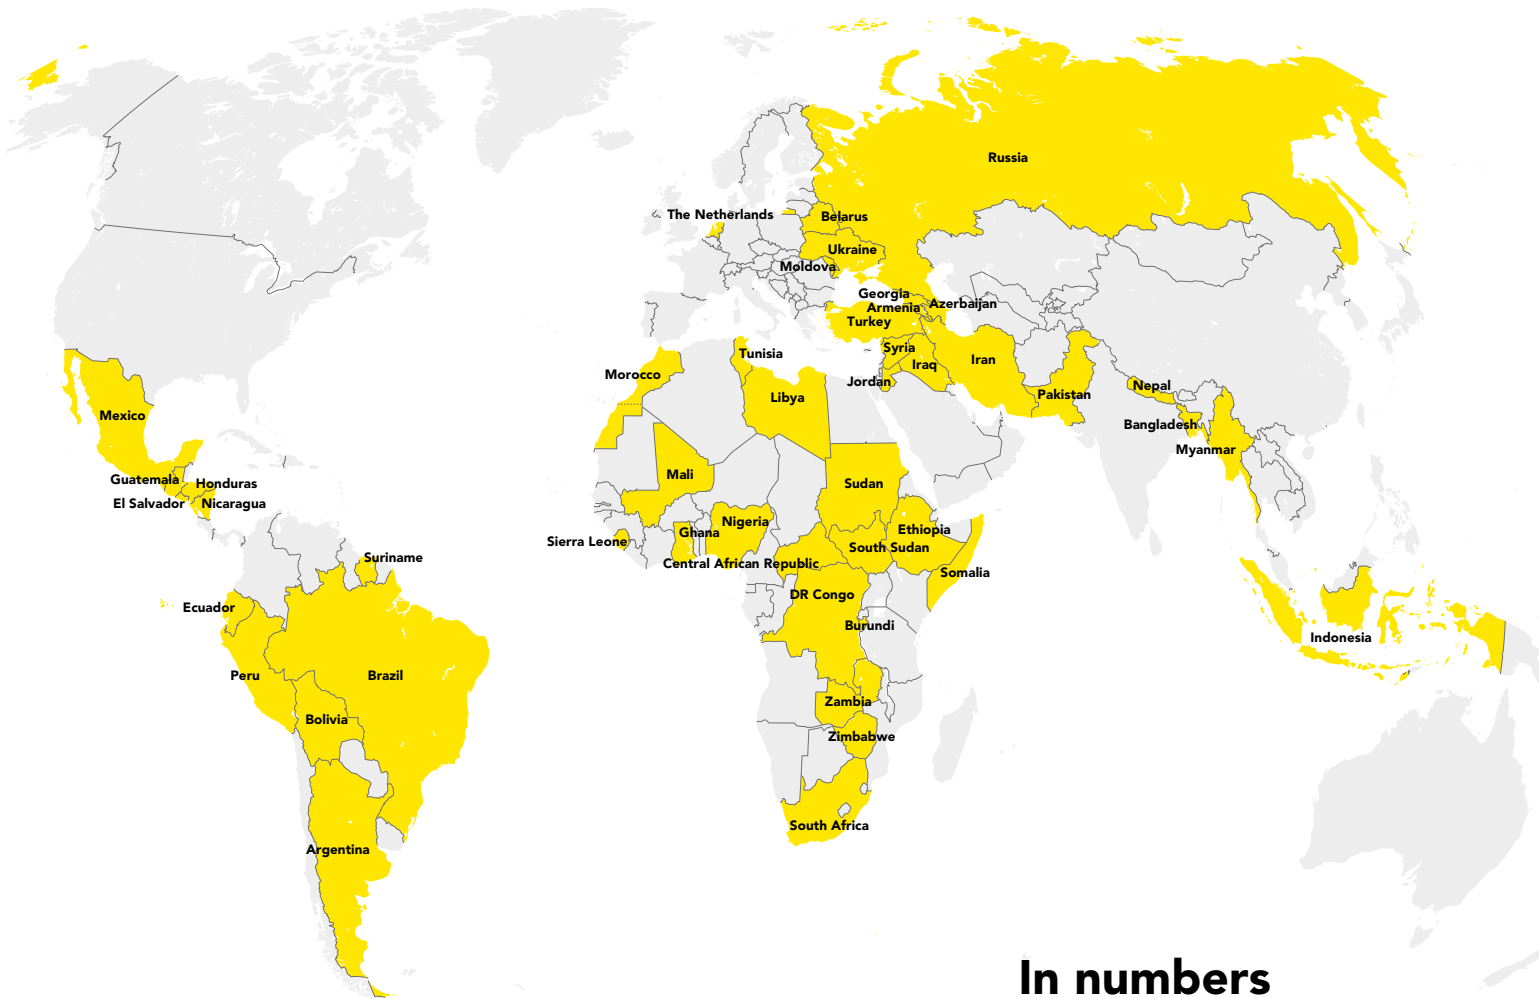 Russia
The Netherlands
Belarus
Ukraine
Moldova
Georgia
Azerbaijan
Armenia
Turkey
Syria
Tunisia
Iran
Iraq
Morocco
Jordan
Nepal
Pakistan
Libya
Mexico
Bangladesh
Myanmar
Mali
Guatemala
Honduras
Sudan
El Salvador
Nicaragua
Nigeria
Ethiopia
Ghana
Sierra Leone
South Sudan
Suriname
Central African Republic
Somalia
DR Congo
Ecuador
Burundi
Indonesia
Peru
Brazil
Zambia
Bolivia
Zimbabwe
South Africa
Argentina
In numbers